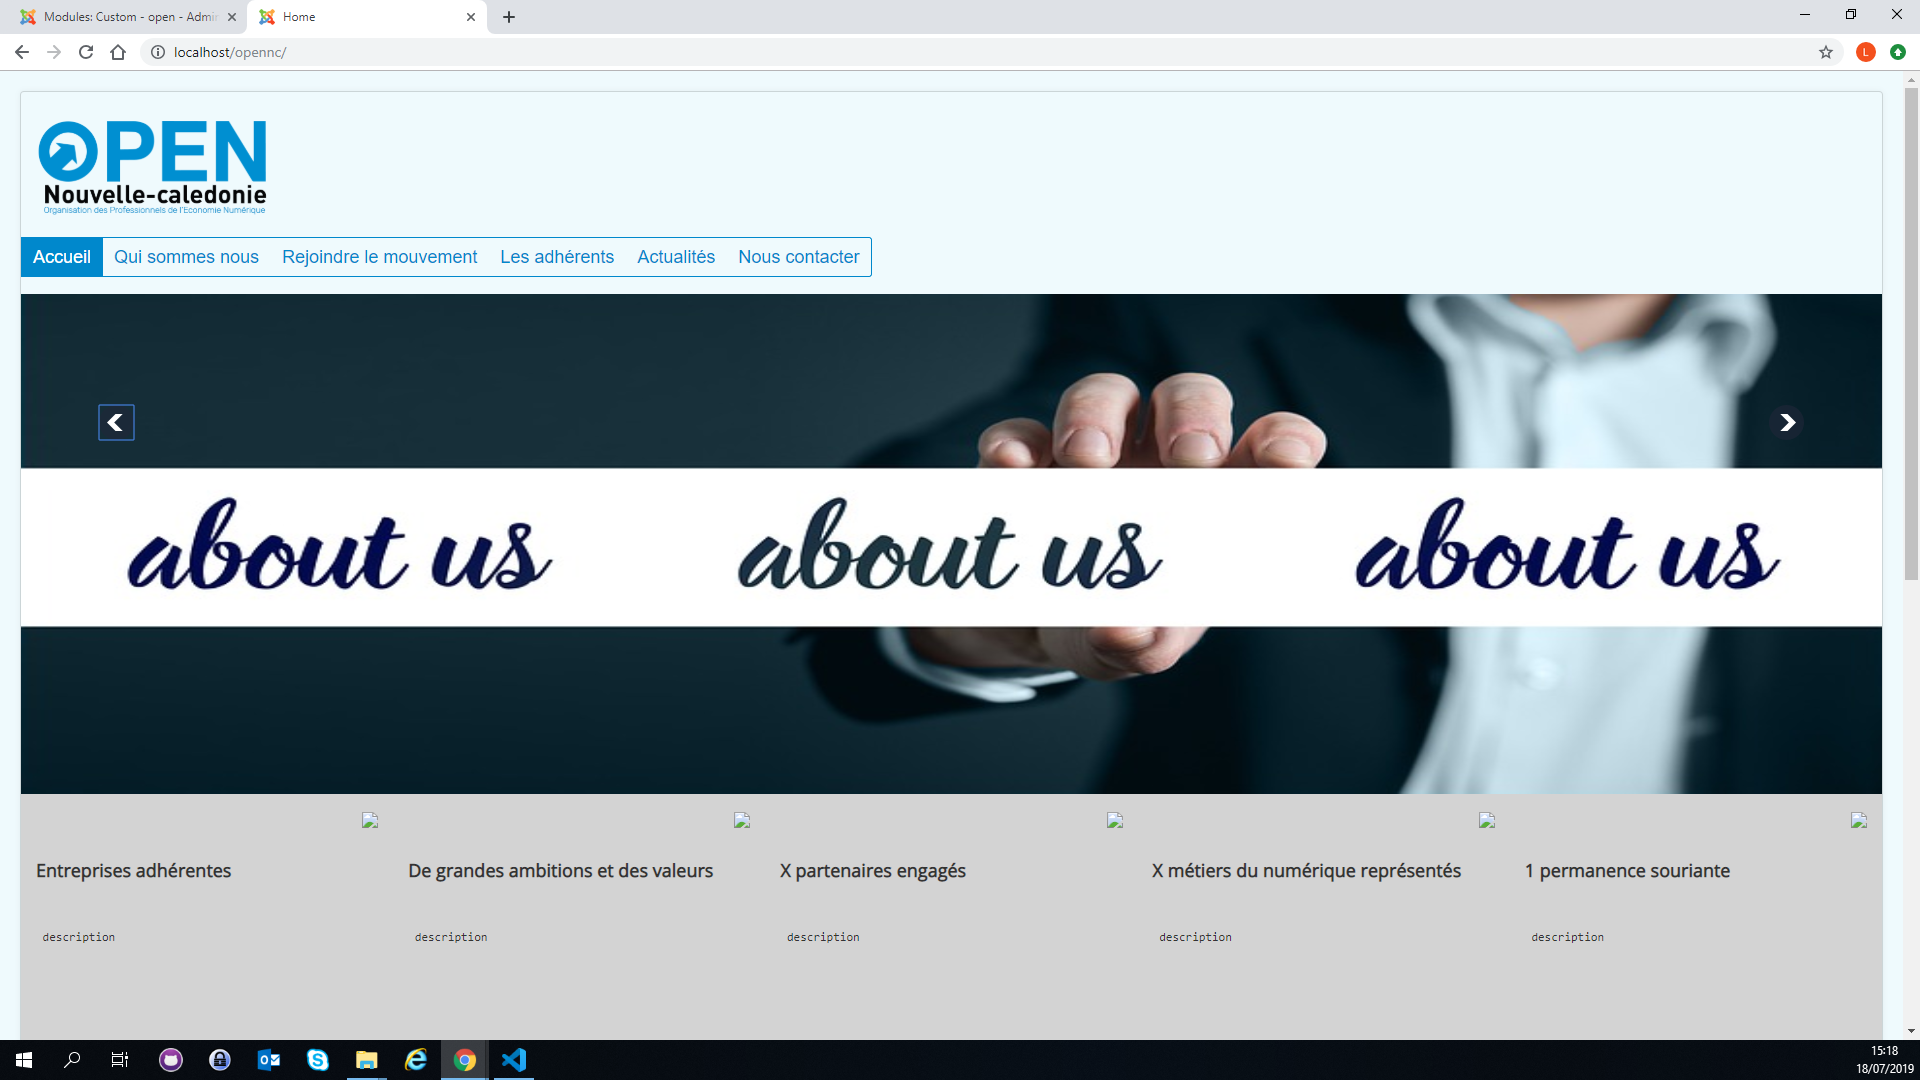 Modules: Custom - open - Admi
Home
localhost/opennc/
L
OPEN
Nouvelle-caledonie
Organisation des Professionnels de l'Economie Numérique
Accueil Qui sommes nous Rejoindre le mouvement Les adhérents Actualités Nous contacter
about us about us about us
Entreprises adhérentes De grandes ambitions et des valeurs X partenaires engagés X métiers du numérique représentés 1 permanence souriante
description description description description description
15:18
18/07/2019